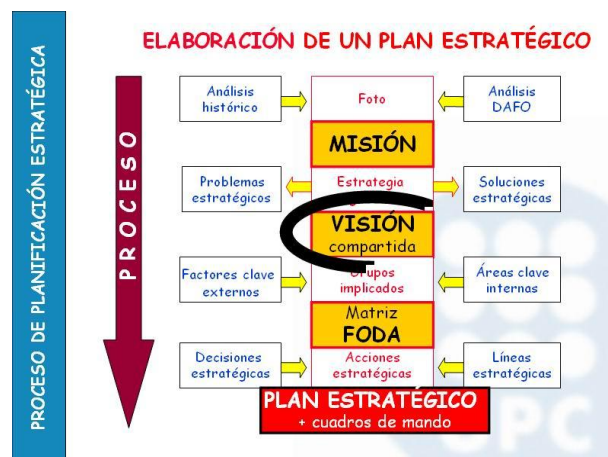 ELABORACIÓN DE UN PLAN ESTRATÉGICO
PROCESO DE PLANIFICACIÓN ESTRATÉGICA
PROCESO
Análisis
histórico
Foto
Análisis
DAFO
MISIÓN
Problemas
estratégicos
Estrategia
Soluciones
estratégicas
VISIÓN
compartida
Factores clave
externos
Grupos
implicados
Áreas clave
internas
Matriz
FODA
Decisiones
estratégicas
Acciones
estratégicas
Líneas
estratégicas
PLAN ESTRATÉGICO
+ cuadros de mando
UPC